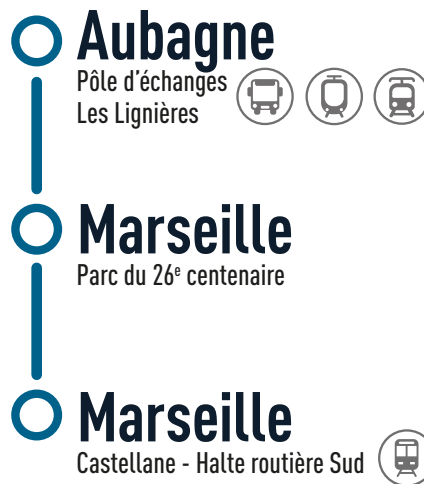 Aubagne
Pôle d'échanges
Les Lignières
Marseille
Parc du 26e centenaire
Marseille
Castellane - Halte routière Sud